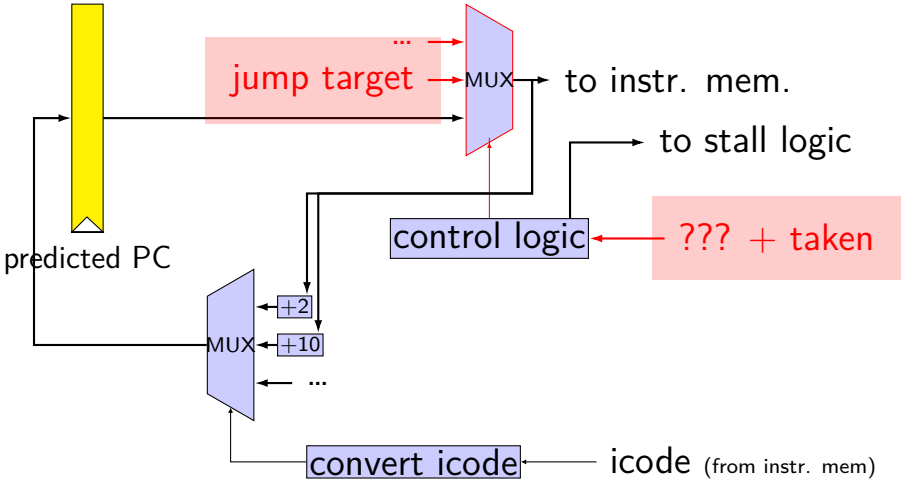 ...
jump target
MUX
to instr. mem.
to stall logic
control logic
??? + taken
predicted PC
+2
MUX
+10
...
convert icode
icode (from instr. mem)